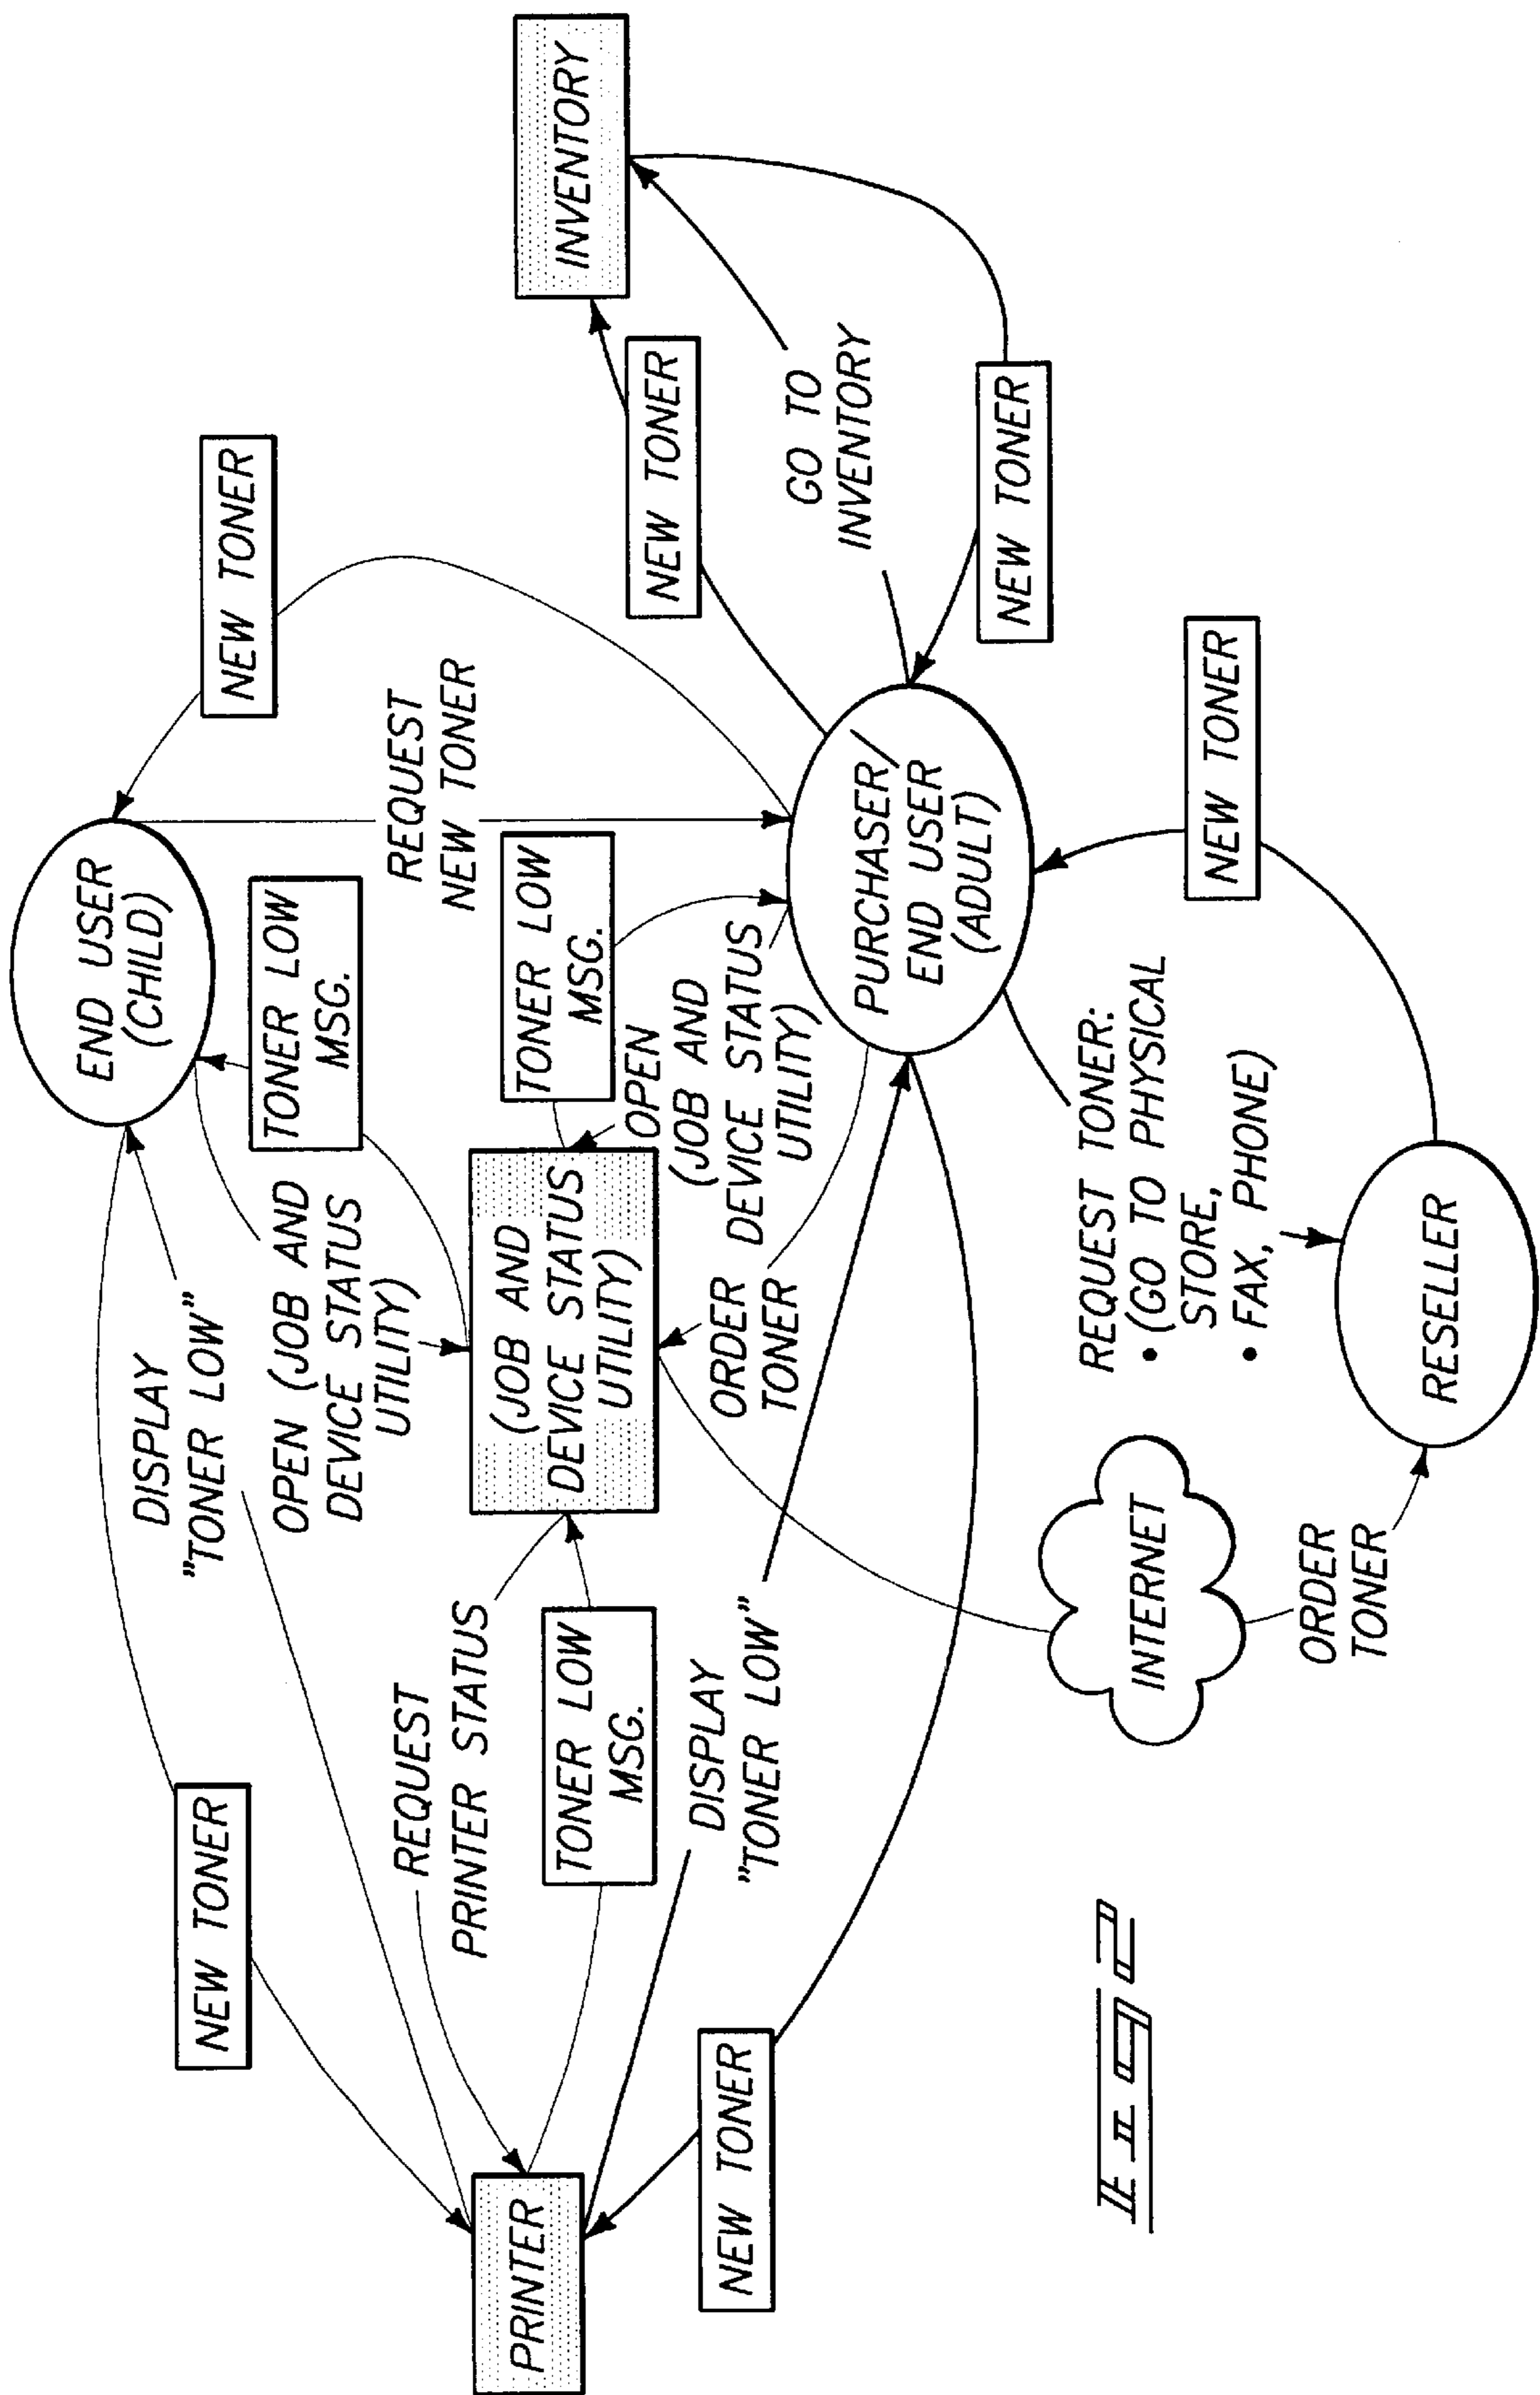 END USER
(CHILD)
NEW TONER
DISPLAY
"TONER LOW"
TONER LOW
MSG.
NEW TONER
OPEN (JOB AND
DEVICE STATUS
UTILITY)
REQUEST
NEW TONER
REQUEST
PRINTER STATUS
PRINTER
TONER LOW
MSG.
(JOB AND
DEVICE STATUS
UTILITY)
TONER LOW
MSG.
INVENTORY
OPEN
(JOB AND
DEVICE STATUS
UTILITY)
NEW TONER
DISPLAY
"TONER LOW"
ORDER
TONER
NEW TONER
GO TO
INVENTORY
PURCHASER/
END USER
(ADULT)
NEW TONER
REQUEST TONER:
• (GO TO PHYSICAL
STORE,
• FAX, PHONE)
INTERNET
NEW TONER
ORDER
TONER
RESELLER
FIG 2